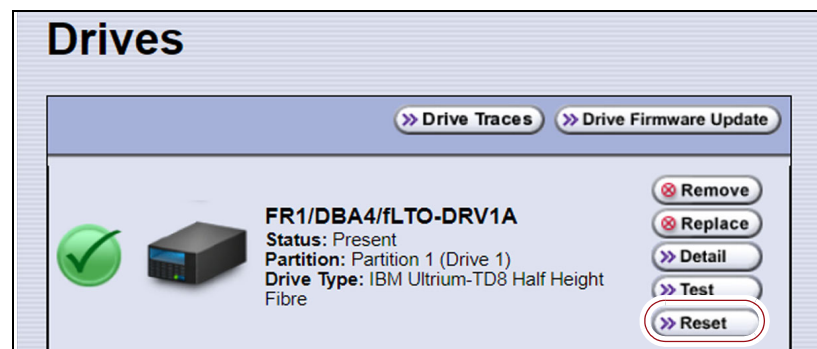 Drives
Drive Traces
Drive Firmware Update
FR1/DBA4/fLTO-DRV1A
Status: Present
Partition: Partition 1 (Drive 1)
Drive Type: IBM Ultrium-TD8 Half Height
Fibre
Remove
Replace
Detail
Test
Reset